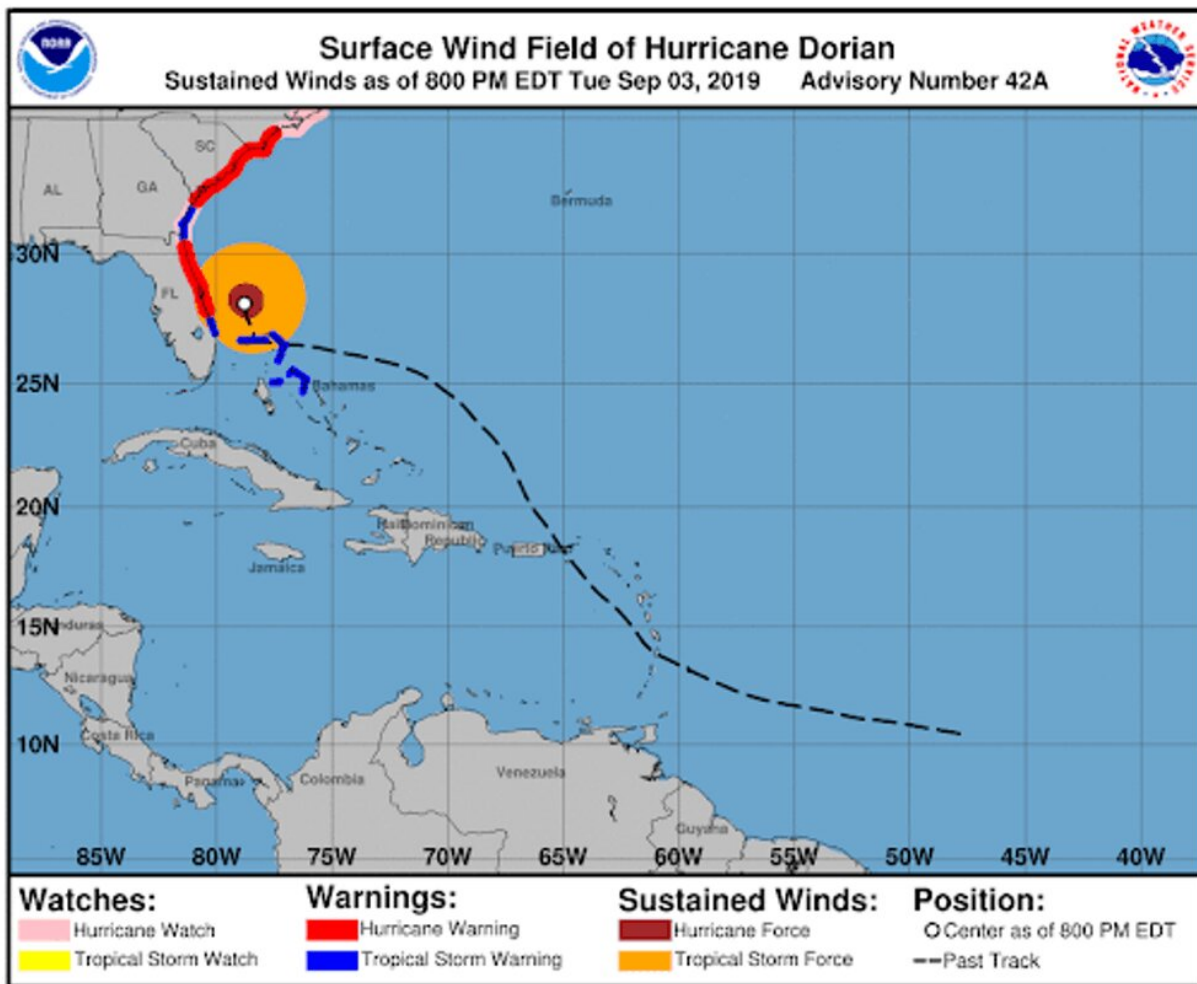 NOAA
Surface Wind Field of Hurricane Dorian
Sustained Winds as of 800 PM EDT Tue Sep 03, 2019 Advisory Number 42A
NATIONAL WEATHER SERVICE
SC
AL
GA
Bermuda
30N
FL
25N
Bahamas
Cuba
20N
Dominican
Republic
Puerto Rico
Jamaica
15N
Nicaragua
Costa Rica
10N
Panama
Colombia
Venezuela
Guyana
85W 80W 75W 70W 65W 60W 55W 50W 45W 40W
Watches: Warnings: Sustained Winds: Position:
Hurricane Watch Hurricane Warning Hurricane Force Center as of 800 PM EDT
Tropical Storm Watch Tropical Storm Warning Tropical Storm Force Past Track